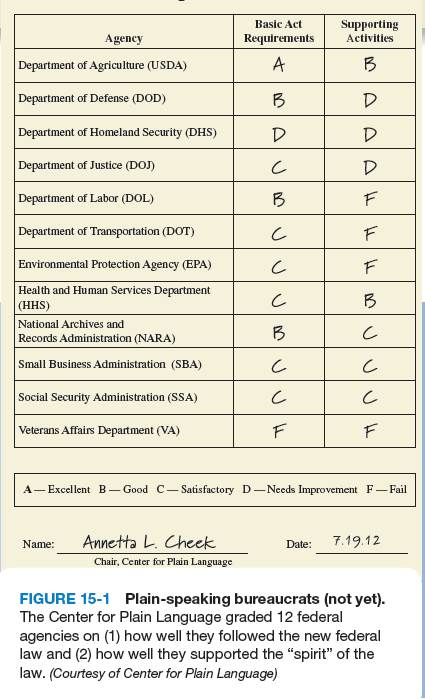 Agency Basic Act Requirements Supporting Activities
Department of Agriculture (USDA) A B
Department of Defense (DOD) B D
Department of Homeland Security (DHS) D D
Department of Justice (DOJ) C D
Department of Labor (DOL) B F
Department of Transportation (DOT) C F
Environmental Protection Agency (EPA) C F
Health and Human Services Department
(HHS) C B
National Archives and
Records Administration (NARA) B C
Small Business Administration (SBA) C C
Social Security Administration (SSA) C C
Veterans Affairs Department (VA) F F
A — Excellent B — Good C — Satisfactory D — Needs Improvement F — Fail
Name: Annetta L. Cheek Date: 7.19.12
Chair, Center for Plain Language
FIGURE 15-1 Plain-speaking bureaucrats (not yet).
The Center for Plain Language graded 12 federal
agencies on (1) how well they followed the new federal
law and (2) how well they supported the “spirit” of the
law. (Courtesy of Center for Plain Language)